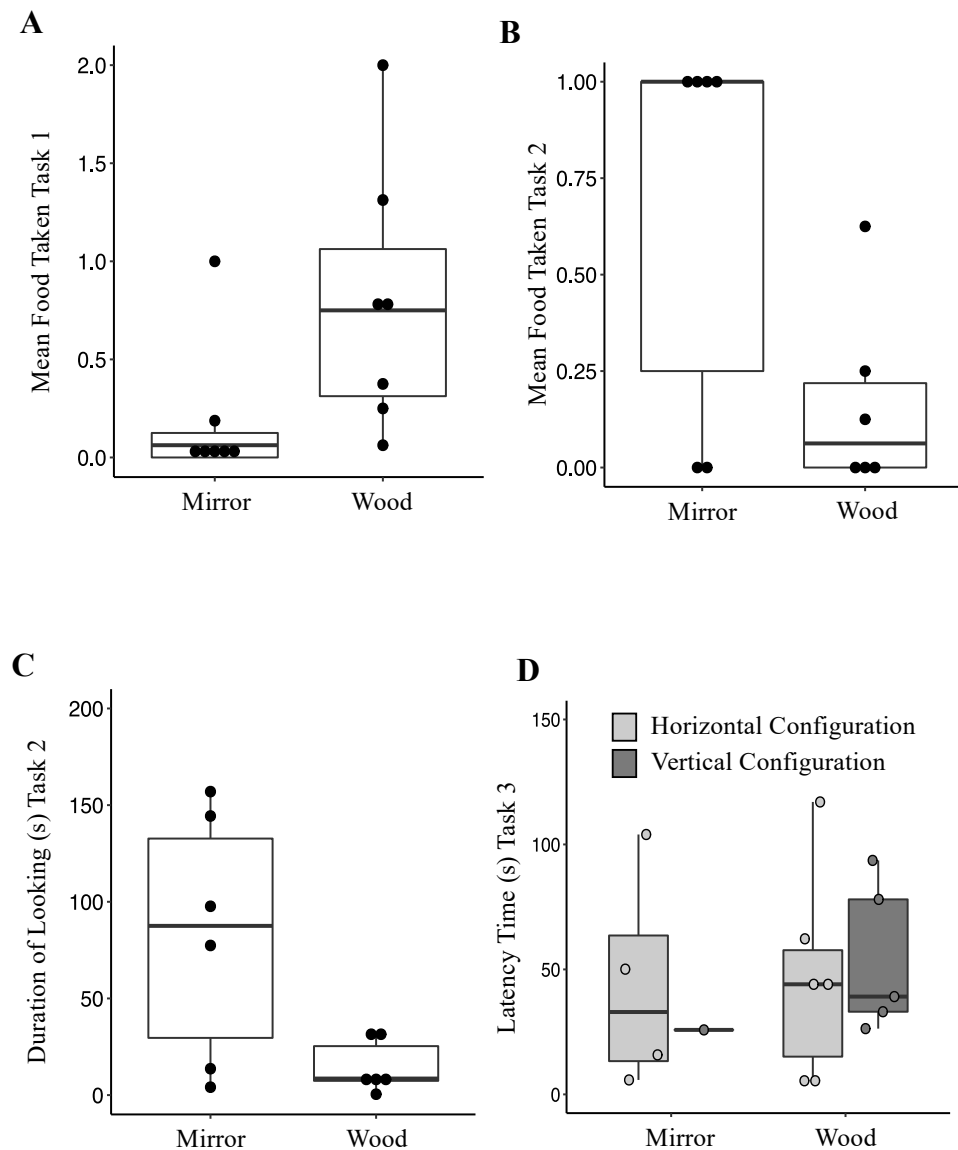 A
Mean Food Taken Task 1
2.0
1.5
1.0
0.5
0.0
Mirror Wood
B
Mean Food Taken Task 2
1.00
0.75
0.50
0.25
0.00
Mirror Wood
C
Duration of Looking (s) Task 2
200
150
100
50
0
Mirror Wood
D
Latency Time (s) Task 3
150
100
50
0
Horizontal Configuration
Vertical Configuration
Mirror Wood